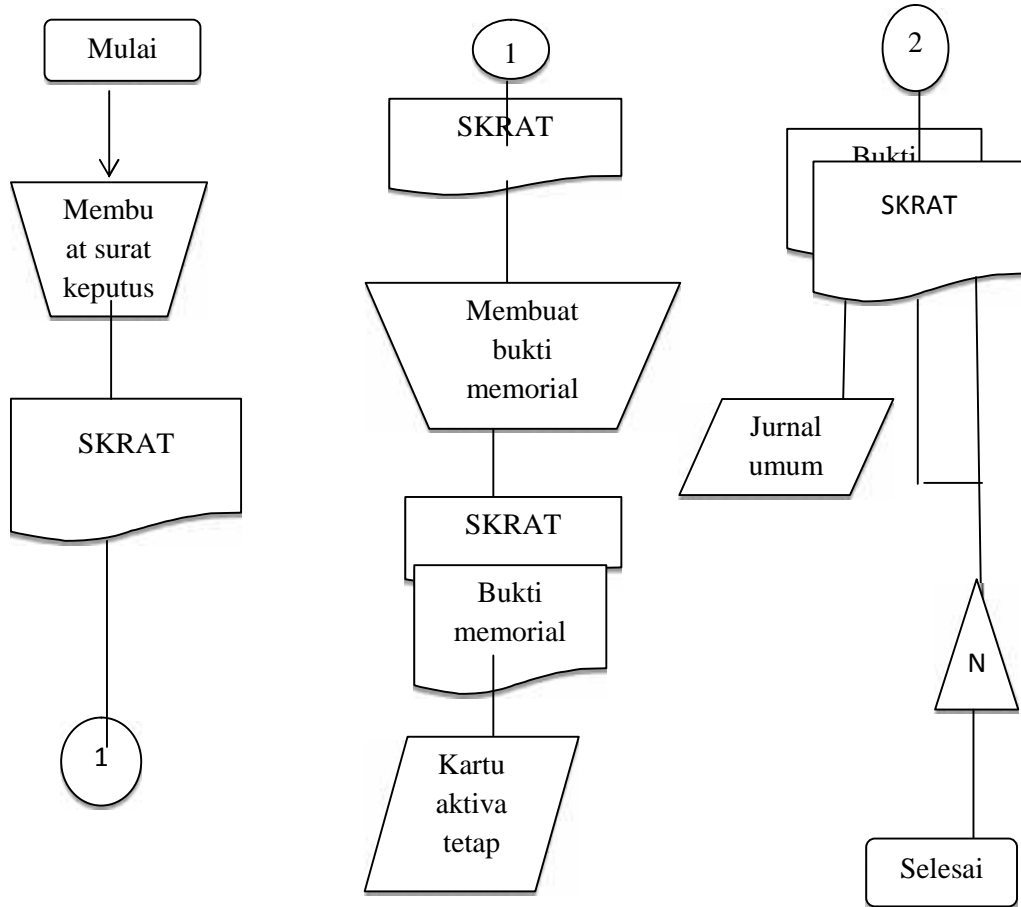 Mulai
Membu
at surat
keputus
SKRAT
1
1
SKRAT
Membuat
bukti
memorial
SKRAT
Bukti
memorial
Kartu
aktiva
tetap
2
Bukti
SKRAT
Jurnal
umum
N
Selesai